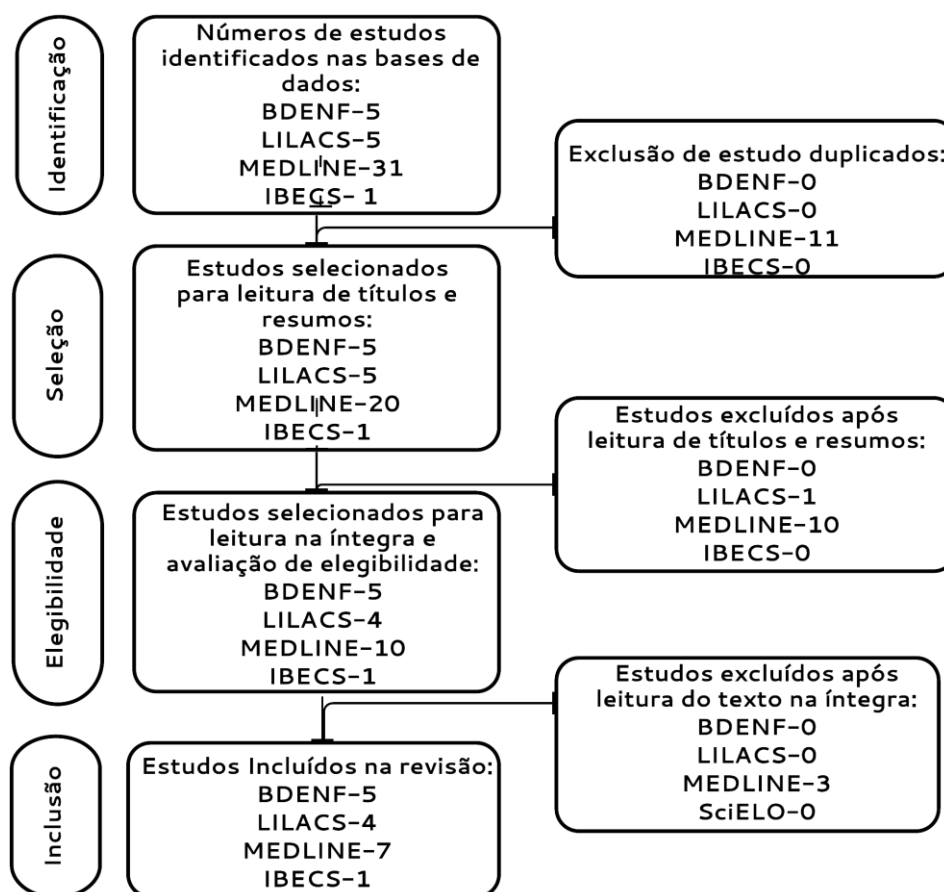 Identificação
Números de estudos
identificados nas bases de
dados:
BDENF-5
LILACS-5
MEDLINE-31
IBECS- 1
Exclusão de estudo duplicados:
BDENF-0
LILACS-0
MEDLINE-11
IBECS-0
Seleção
Estudos selecionados
para leitura de títulos e
resumos:
BDENF-5
LILACS-5
MEDLINE-20
IBECS-1
Estudos excluídos após
leitura de títulos e resumos:
BDENF-0
LILACS-1
MEDLINE-10
IBECS-0
Elegibilidade
Estudos selecionados para
leitura na íntegra e
avaliação de elegibilidade:
BDENF-5
LILACS-4
MEDLINE-10
IBECS-1
Estudos excluídos após
leitura do texto na íntegra:
BDENF-0
LILACS-0
MEDLINE-3
SciELO-0
Inclusão
Estudos Incluídos na revisão:
BDENF-5
LILACS-4
MEDLINE-7
IBECS-1